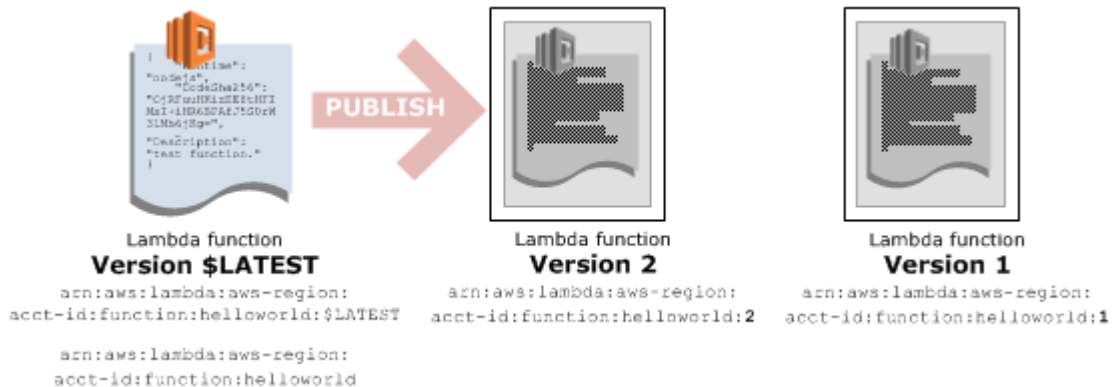 {
"Runtime":
"nodejs",
"CodeSha256":
"description":
"test function."
}
PUBLISH
Lambda function
Version $LATEST
arn:aws:lambda:aws-region:
acct-id:function:helloworld:$LATEST
arn:aws:lambda:aws-region:
acct-id:function:helloworld
Lambda function
Version 2
arn:aws:lambda:aws-region:
acct-id:function:helloworld:2
Lambda function
Version 1
arn:aws:lambda:aws-region:
acct-id:function:helloworld:1